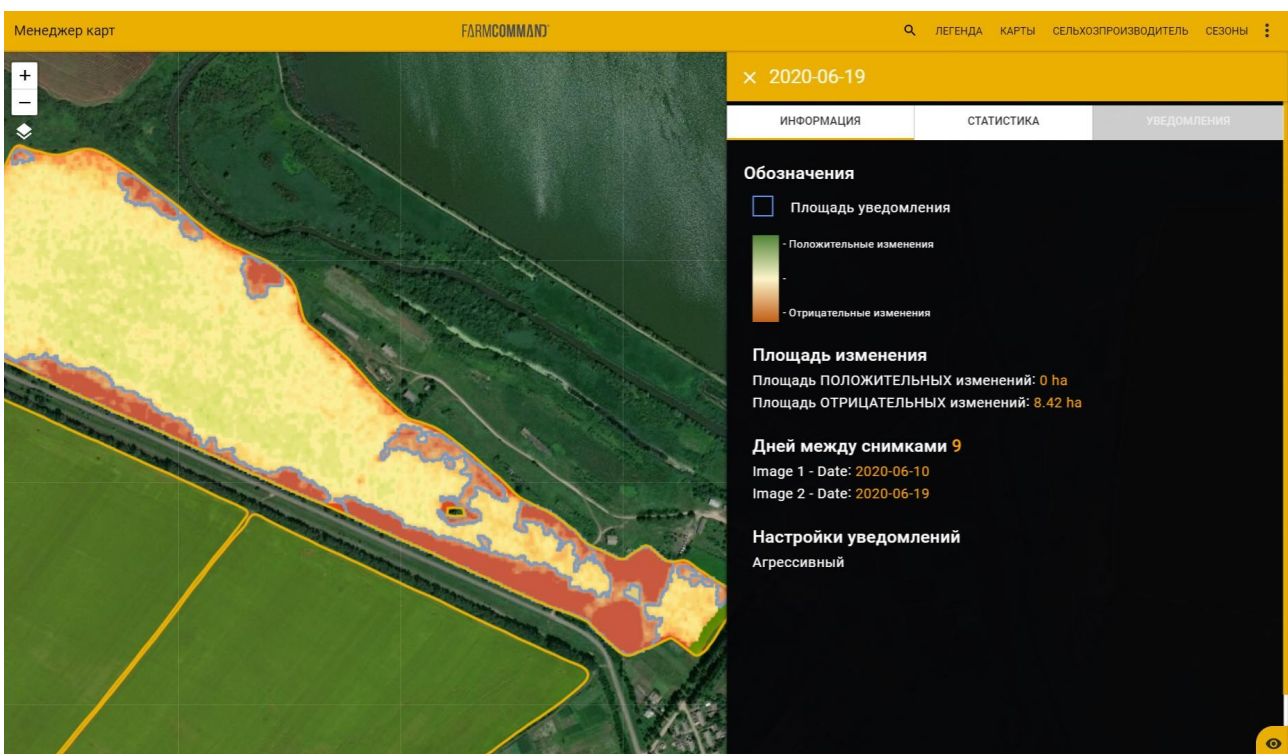 Менеджер карт
FARMCOMMAND
ЛЕГЕНДА КАРТЫ СЕЛЬХОЗПРОИЗВОДИТЕЛЬ СЕЗОНЫ
+
−
× 2020-06-19
ИНФОРМАЦИЯ СТАТИСТИКА УВЕДОМЛЕНИЯ
Обозначения
Площадь уведомления
- Положительные изменения
-
- Отрицательные изменения
Площадь изменения
Площадь ПОЛОЖИТЕЛЬНЫХ изменений: 0 ha
Площадь ОТРИЦАТЕЛЬНЫХ изменений: 8.42 ha
Дней между снимками 9
Image 1 - Date: 2020-06-10
Image 2 - Date: 2020-06-19
Настройки уведомлений
Агрессивный